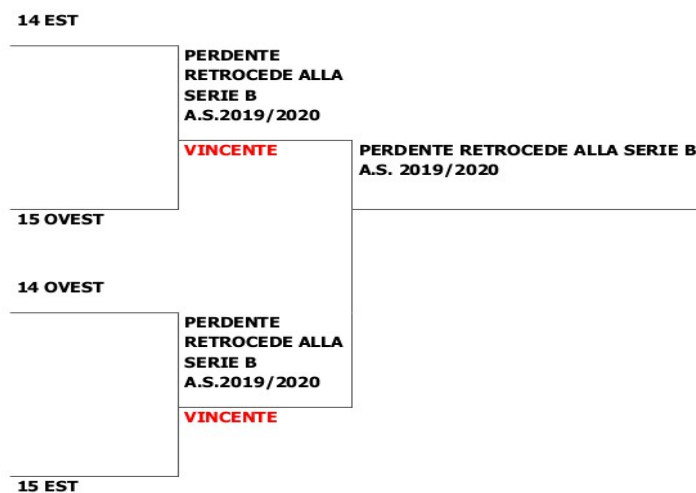 14 EST
PERDENTE
RETROCEDE ALLA
SERIE B
A.S.2019/2020
VINCENTE
PERDENTE RETROCEDE ALLA SERIE B
A.S. 2019/2020
15 OVEST
14 OVEST
PERDENTE
RETROCEDE ALLA
SERIE B
A.S.2019/2020
VINCENTE
15 EST